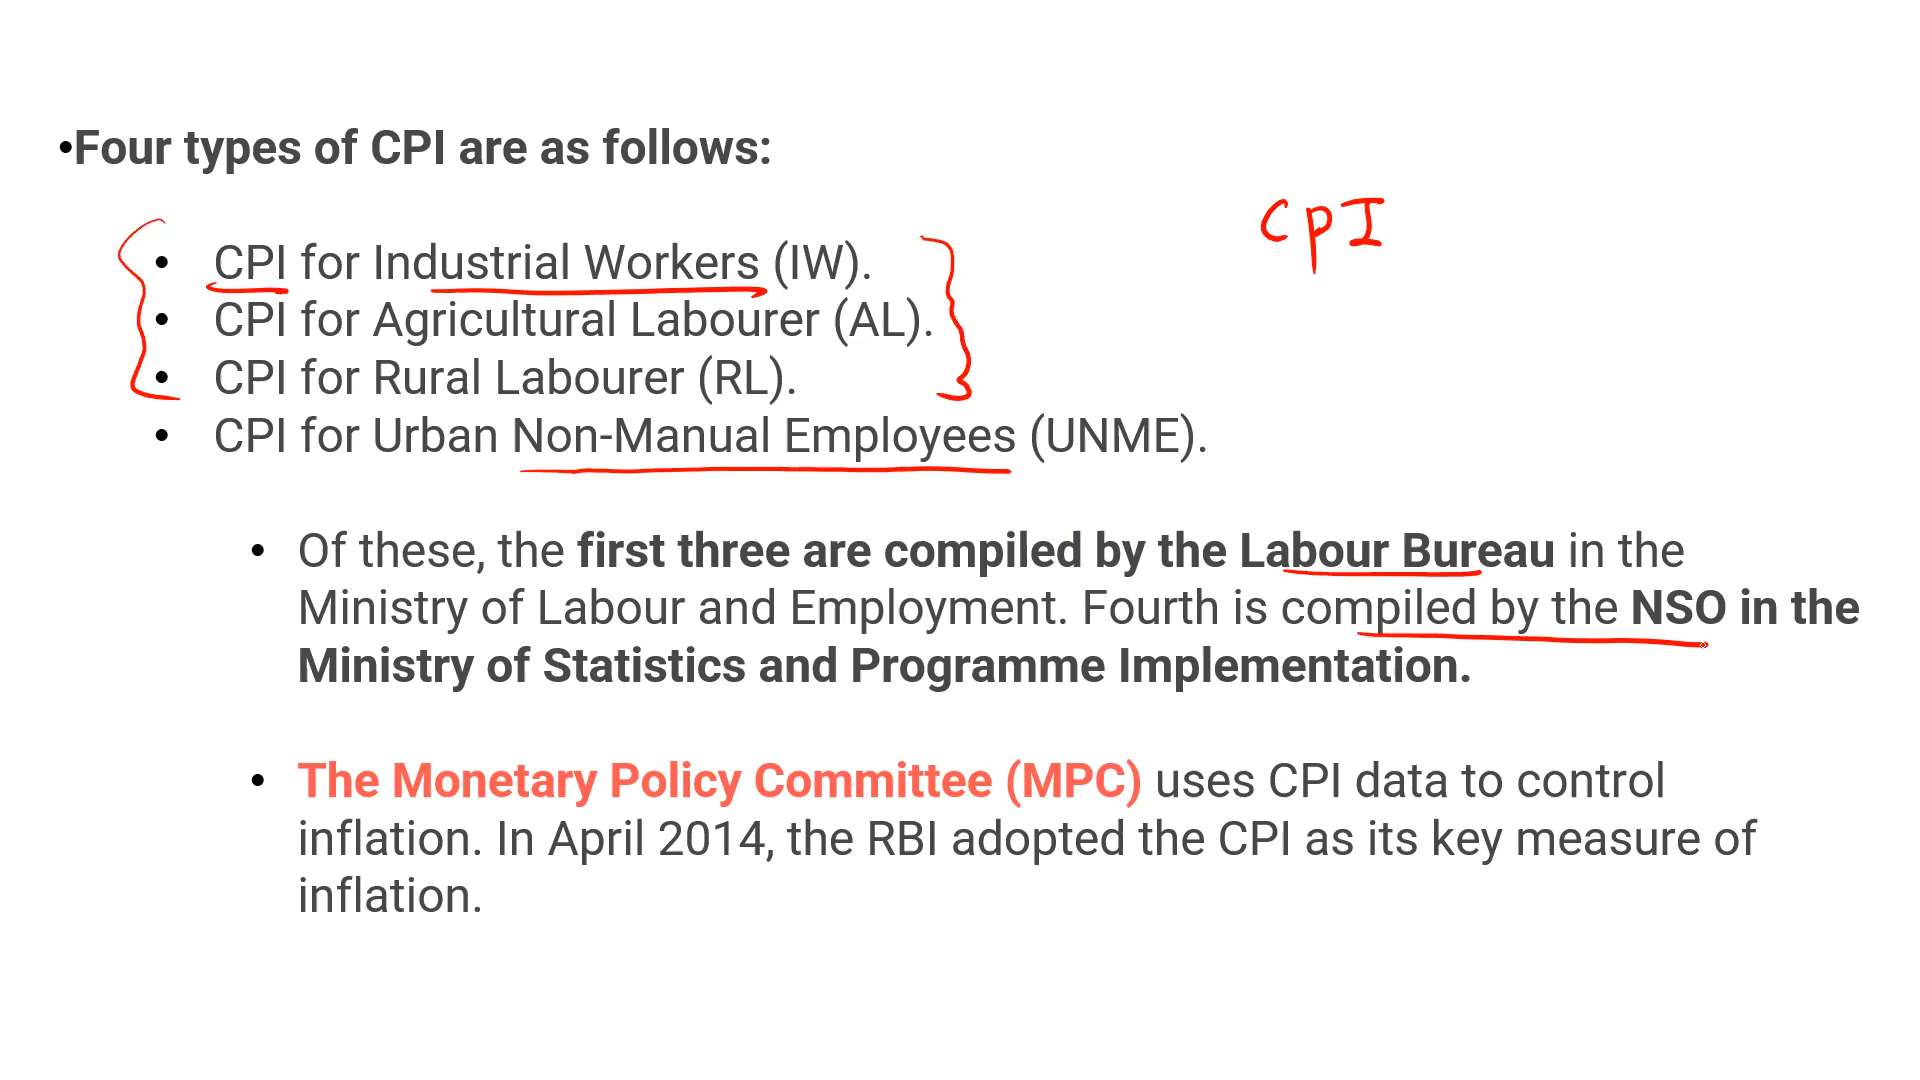 •Four types of CPI are as follows:
CPI
• CPI for Industrial Workers (IW).
• CPI for Agricultural Labourer (AL).
• CPI for Rural Labourer (RL).
• CPI for Urban Non-Manual Employees (UNME).
• Of these, the first three are compiled by the Labour Bureau in the
Ministry of Labour and Employment. Fourth is compiled by the NSO in the
Ministry of Statistics and Programme Implementation.
• The Monetary Policy Committee (MPC) uses CPI data to control
inflation. In April 2014, the RBI adopted the CPI as its key measure of
inflation.